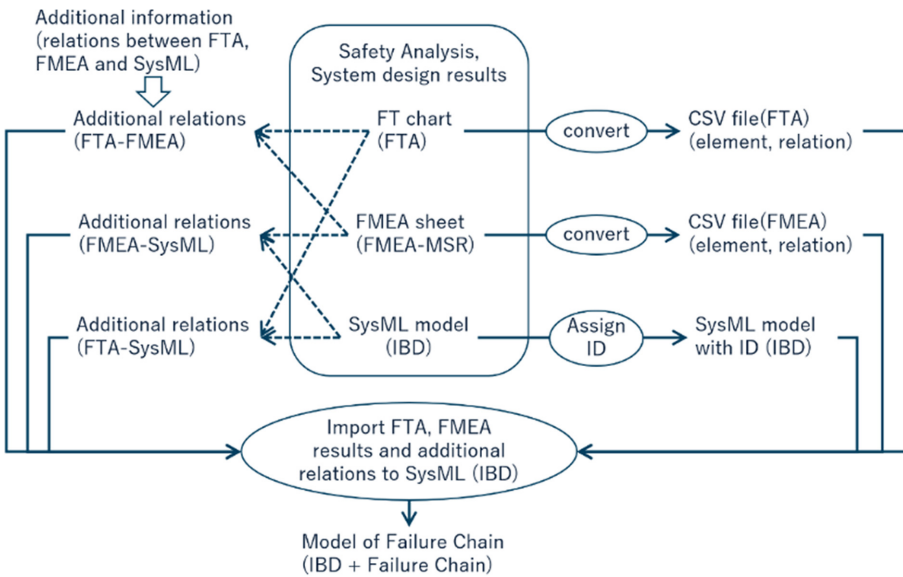 Additional information
(relations between FTA,
FMEA and SysML)
Safety Analysis,
System design results
Additional relations
(FTA-FMEA)
FT chart
(FTA)
convert
CSV file(FTA)
(element, relation)
Additional relations
(FMEA-SysML)
FMEA sheet
(FMEA-MSR)
convert
CSV file(FMEA)
(element, relation)
Additional relations
(FTA-SysML)
SysML model
(IBD)
Assign
ID
SysML model
with ID (IBD)
Import FTA, FMEA
results and additional
relations to SysML (IBD)
Model of Failure Chain
(IBD + Failure Chain)